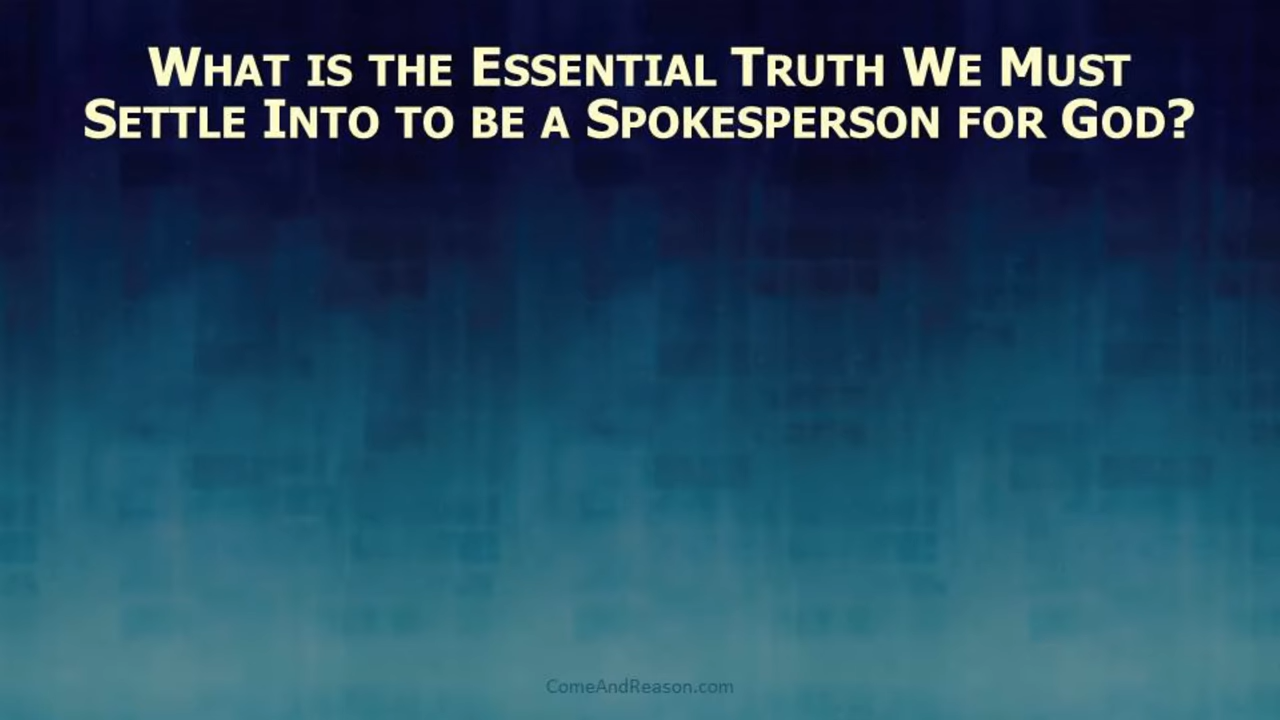 What is the Essential Truth We Must
Settle Into to be a Spokesperson for God?
ComeAndReason.com